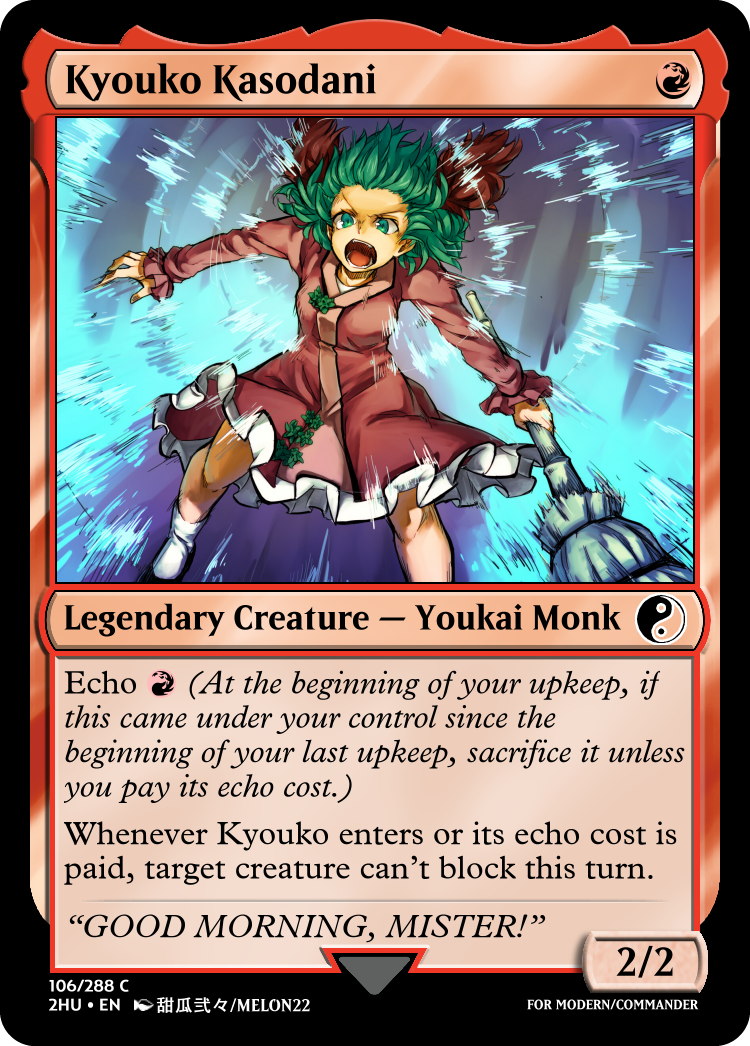 Kyouko Kasodani
Legendary Creature — Youkai Monk
Echo (At the beginning of your upkeep, if
this came under your control since the
beginning of your last upkeep, sacrifice it unless
you pay its echo cost.)
Whenever Kyouko enters or its echo cost is
paid, target creature can’t block this turn.
“GOOD MORNING, MISTER!”
2/2
106/288 C
2HU • EN 甜瓜弐々/MELON22
FOR MODERN/COMMANDER